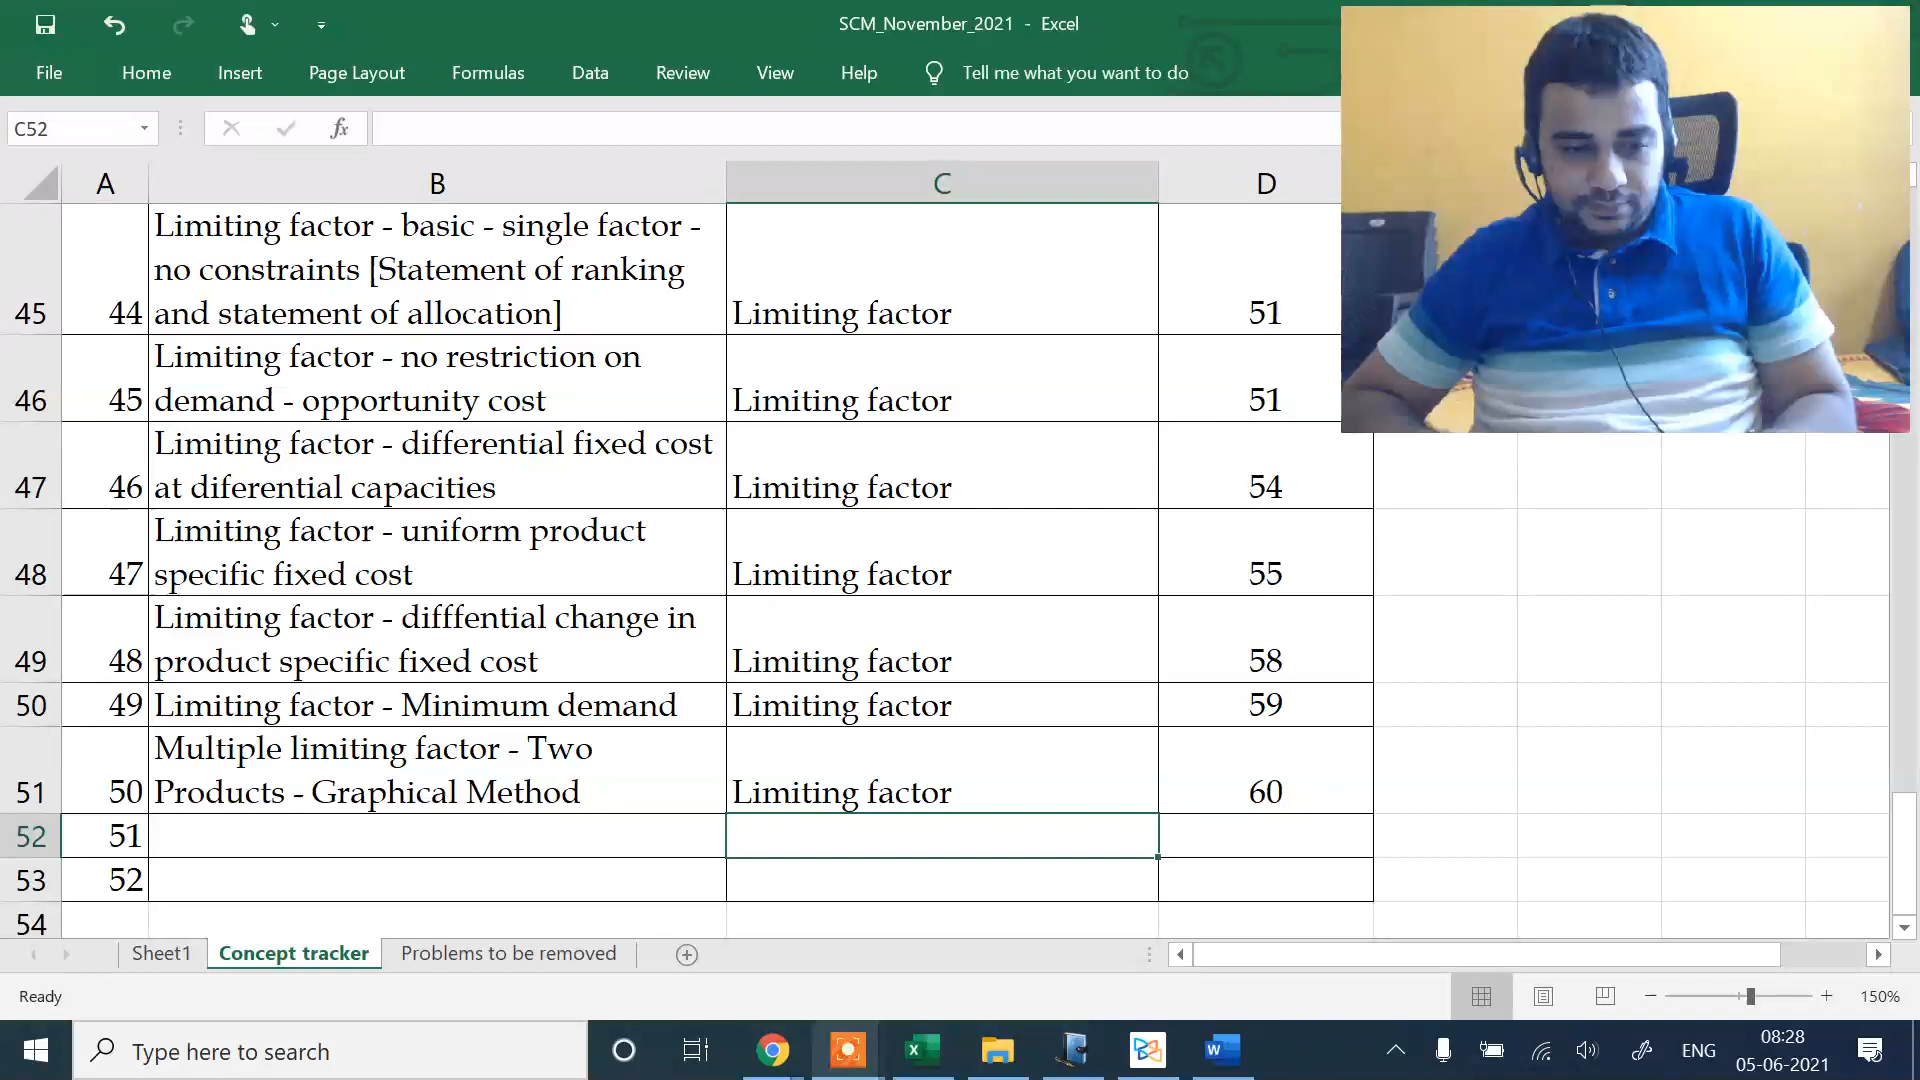 SCM_November_2021 - Excel
File Home Insert Page Layout Formulas Data Review View Help Tell me what you want to do
C52 fx
A B C D
45 44 Limiting factor - basic - single factor -
no constraints [Statement of ranking
and statement of allocation] Limiting factor 51
46 45 Limiting factor - no restriction on
demand - opportunity cost Limiting factor 51
47 46 Limiting factor - differential fixed cost
at diferential capacities Limiting factor 54
48 47 Limiting factor - uniform product
specific fixed cost Limiting factor 55
49 48 Limiting factor - difffential change in
product specific fixed cost Limiting factor 58
50 49 Limiting factor - Minimum demand Limiting factor 59
51 50 Multiple limiting factor - Two
Products - Graphical Method Limiting factor 60
52 51
53 52
54
Sheet1 Concept tracker Problems to be removed
Ready 150%
Type here to search ENG 08:28
05-06-2021